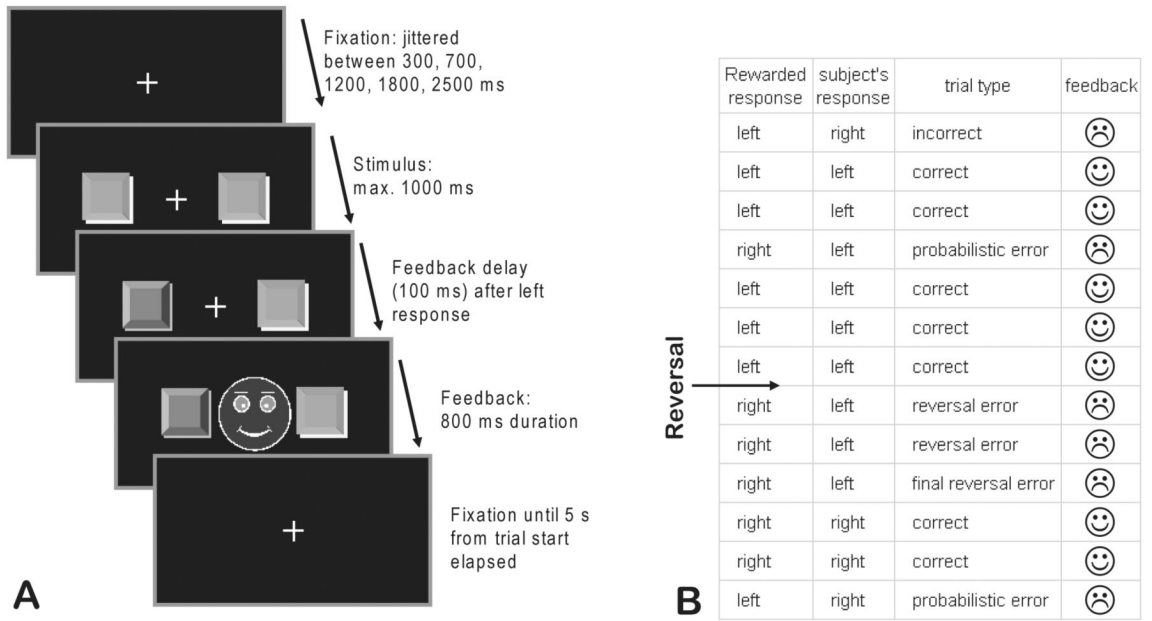 Fixation: jittered
between 300, 700,
1200, 1800, 2500 ms
Stimulus:
max. 1000 ms
Feedback delay
(100 ms) after left
response
Feedback:
800 ms duration
Fixation until 5 s
from trial start
elapsed
A
Rewarded response subject's response trial type feedback
left right incorrect
left left correct
left left correct
right left probabilistic error
left left correct
left left correct
left left correct
Reversal
right left reversal error
right left reversal error
right left final reversal error
right right correct
right right correct
left right probabilistic error
B